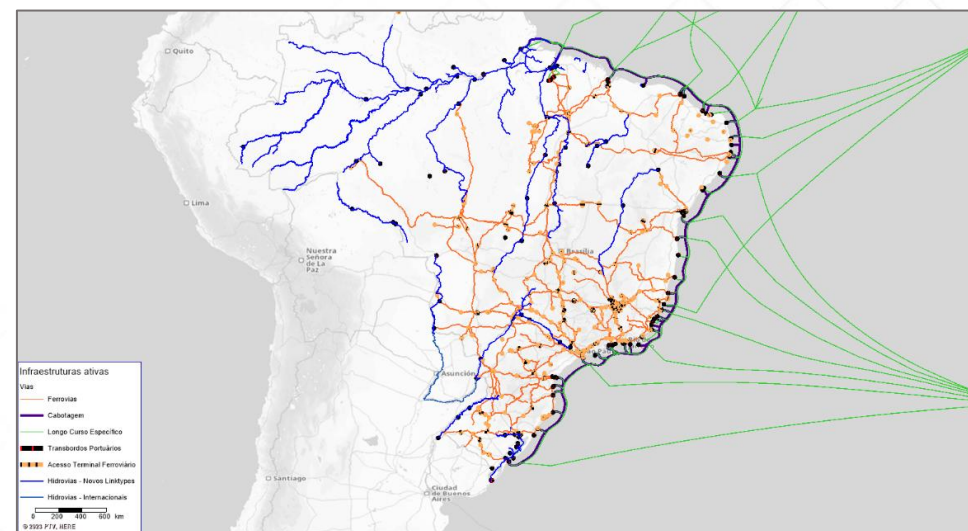 Quito
Lima
Nuestra
Señora
de La
Paz
Brasília
Asunción
Santiago
Ciudad
de Buenos
Aires
Infraestruturas ativas
Vias
Ferrovias
Cabotagem
Longo Curso Específico
Transbordos Portuários
Acesso Terminal Ferroviário
Hidrovias - Novos Linktypes
Hidrovias - Internacionais
0 200 400 600 km
© 2023 PTV, HERE